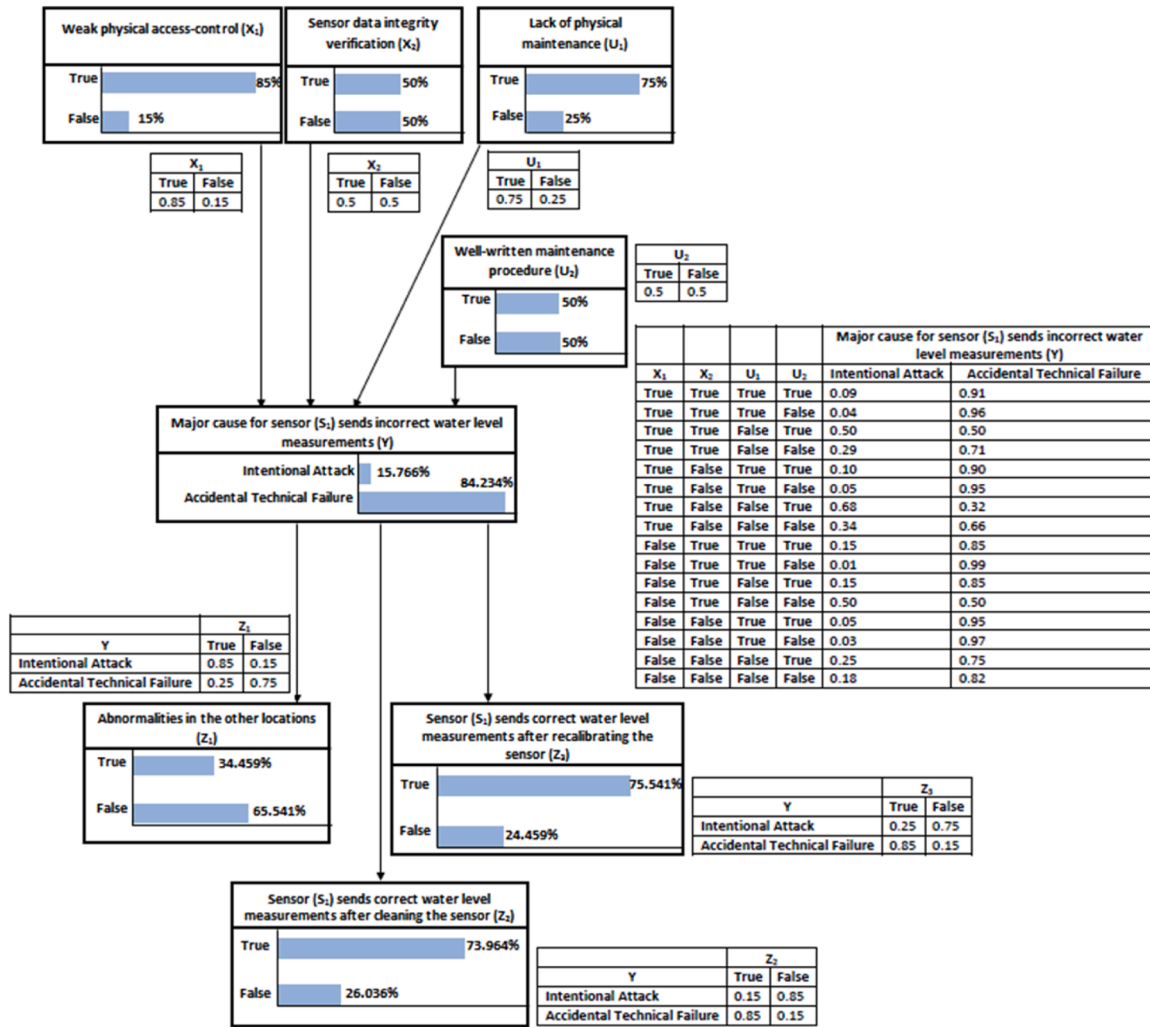 Weak physical access-control (X₁)
True 85%
False 15%
Sensor data integrity
verification (X₂)
True 50%
False 50%
Lack of physical
maintenance (U₁)
True 75%
False 25%
X₁
True False
0.85 0.15
X₂
True False
0.5 0.5
U₁
True False
0.75 0.25
Well-written maintenance
procedure (U₂)
True 50%
False 50%
U₂
True False
0.5 0.5
Major cause for sensor (S₁) sends incorrect water
level measurements (Y)
X₁ X₂ U₁ U₂ Intentional Attack Accidental Technical Failure
True True True True 0.09 0.91
True True True False 0.04 0.96
True True False True 0.50 0.50
True True False False 0.29 0.71
True False True True 0.10 0.90
True False True False 0.05 0.95
True False False True 0.68 0.32
True False False False 0.34 0.66
False True True True 0.15 0.85
False True True False 0.01 0.99
False True False True 0.15 0.85
False True False False 0.50 0.50
False False True True 0.05 0.95
False False True False 0.03 0.97
False False False True 0.25 0.75
False False False False 0.18 0.82
Major cause for sensor (S₁) sends incorrect water level
measurements (Y)
Intentional Attack 15.766%
Accidental Technical Failure 84.234%
Z₁
Y True False
Intentional Attack 0.85 0.15
Accidental Technical Failure 0.25 0.75
Abnormalities in the other locations
(Z₁)
True 34.459%
False 65.541%
Sensor (S₁) sends correct water level
measurements after recalibrating the
sensor (Z₃)
True 75.541%
False 24.459%
Z₃
Y True False
Intentional Attack 0.25 0.75
Accidental Technical Failure 0.85 0.15
Sensor (S₁) sends correct water level
measurements after cleaning the sensor (Z₂)
True 73.964%
False 26.036%
Z₂
Y True False
Intentional Attack 0.15 0.85
Accidental Technical Failure 0.85 0.15